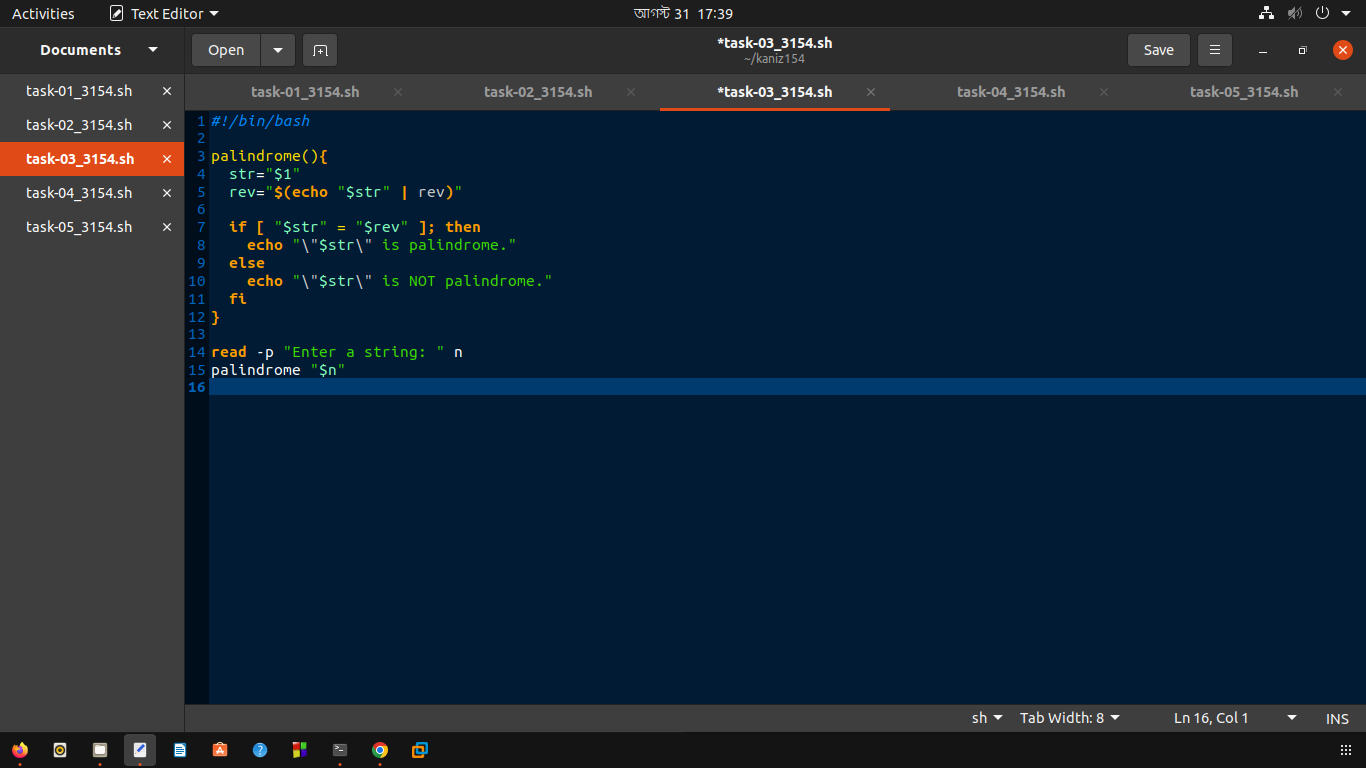 Activities Text Editor আগস্ট 31 17:39
Documents Open *task-03_3154.sh Save
~/kaniz154
task-01_3154.sh × task-01_3154.sh × task-02_3154.sh × *task-03_3154.sh × task-04_3154.sh × task-05_3154.sh ×
task-02_3154.sh ×
task-03_3154.sh ×
task-04_3154.sh ×
task-05_3154.sh ×
1 #!/bin/bash
2
3 palindrome(){
4   str="$1"
5   rev="$(echo "$str" | rev)"
6
7   if [ "$str" = "$rev" ]; then
8     echo "\"$str\" is palindrome."
9   else
10     echo "\"$str\" is NOT palindrome."
11   fi
12 }
13
14 read -p "Enter a string: " n
15 palindrome "$n"
16
sh Tab Width: 8 Ln 16, Col 1 INS